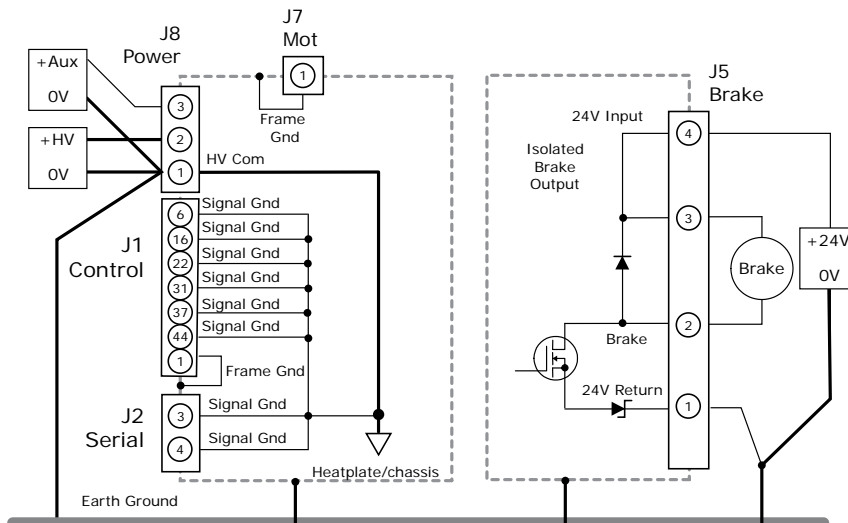 J8
Power
J7
Mot
+Aux
0V
+HV
0V
3
2
1
1
Frame
Gnd
HV Com
J1
Control
6
16
22
31
37
44
1
Signal Gnd
Signal Gnd
Signal Gnd
Signal Gnd
Signal Gnd
Signal Gnd
Frame Gnd
J2
Serial
3
4
Signal Gnd
Signal Gnd
Heatplate/chassis
Earth Ground
J5
Brake
24V Input
Isolated
Brake
Output
4
3
2
1
Brake
24V Return
Brake
+24V
0V